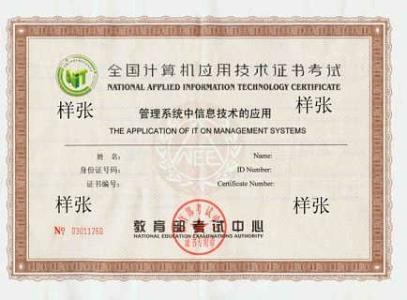 全国计算机应用技术证书考试
NATIONAL APPLIED INFORMATION TECHNOLOGY CERTIFICATE
样张 样张
管理系统中信息技术的应用
THE APPLICATION OF IT ON MANAGEMENT SYSTEMS
NEEA
姓 名: Name:
身份证号码: ID Number:
证书编号: Certificate Number:
样张 样张
教育部考试中心
NATIONAL EDUCATION EXAMINATIONS AUTHORITY
№ 03011760